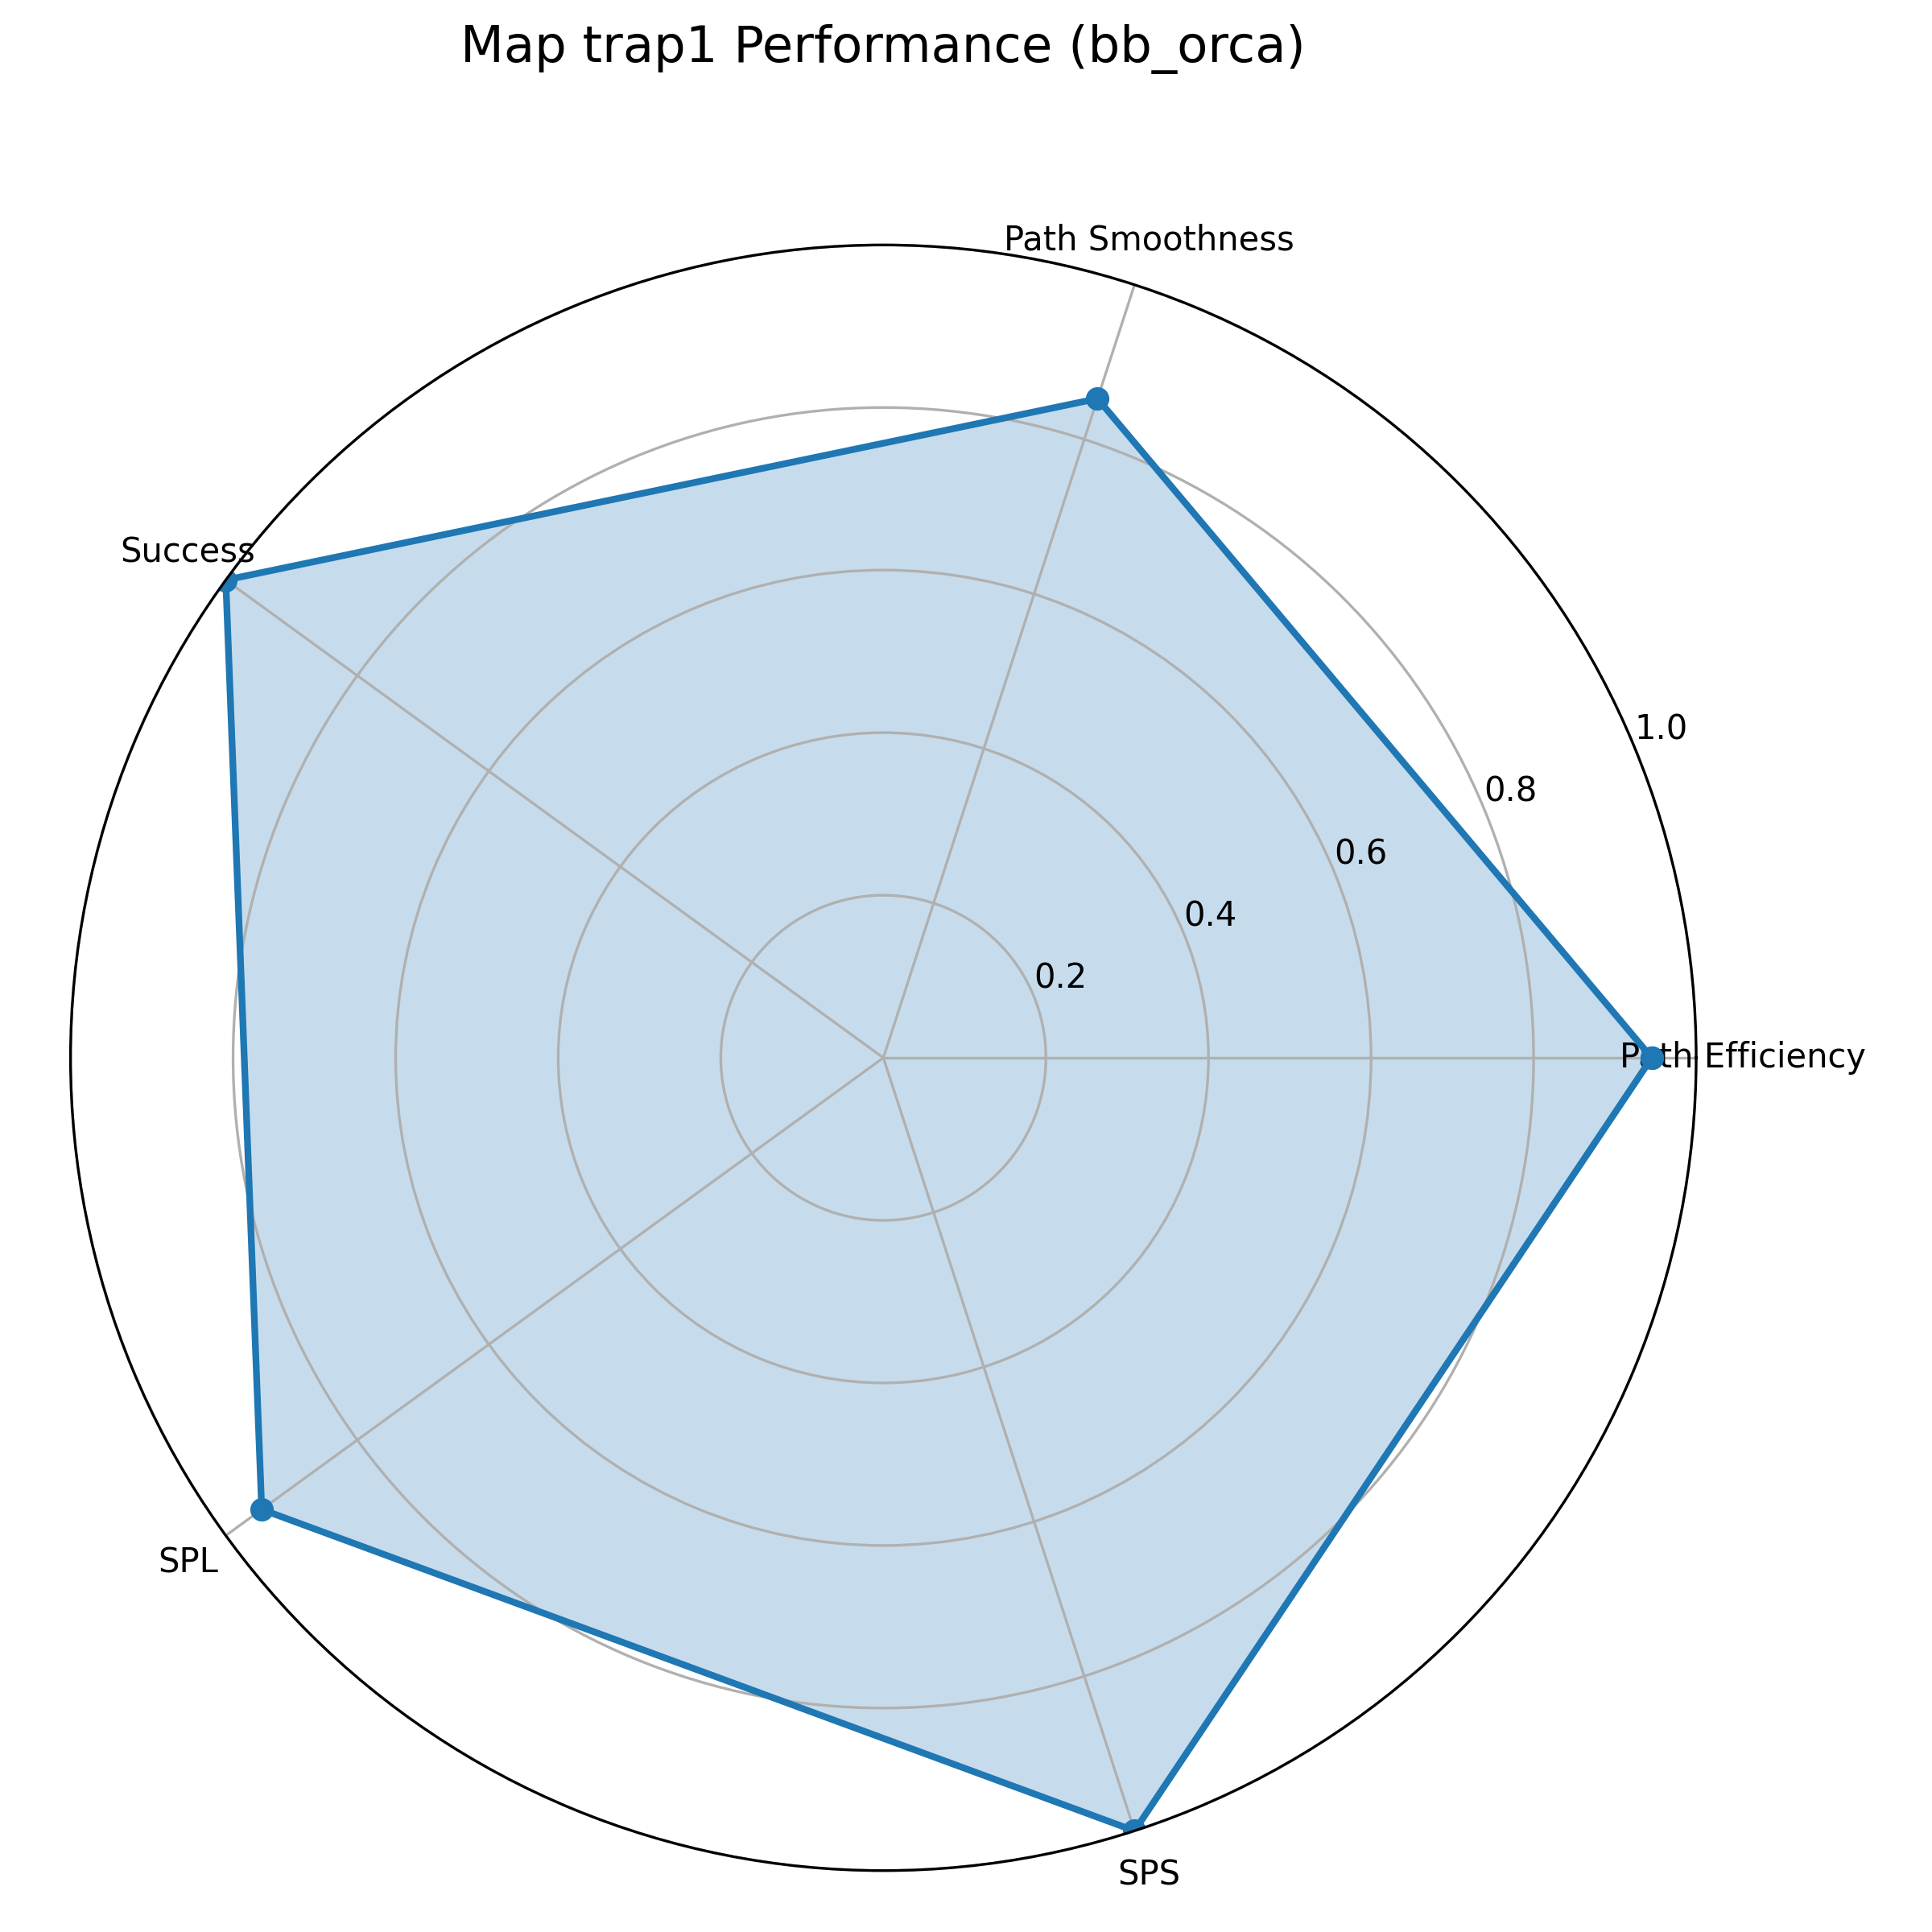 Map trap1 Performance (bb_orca)
Path Smoothness
Success
1.0
0.8
0.6
0.4
0.2
Path Efficiency
SPL
SPS